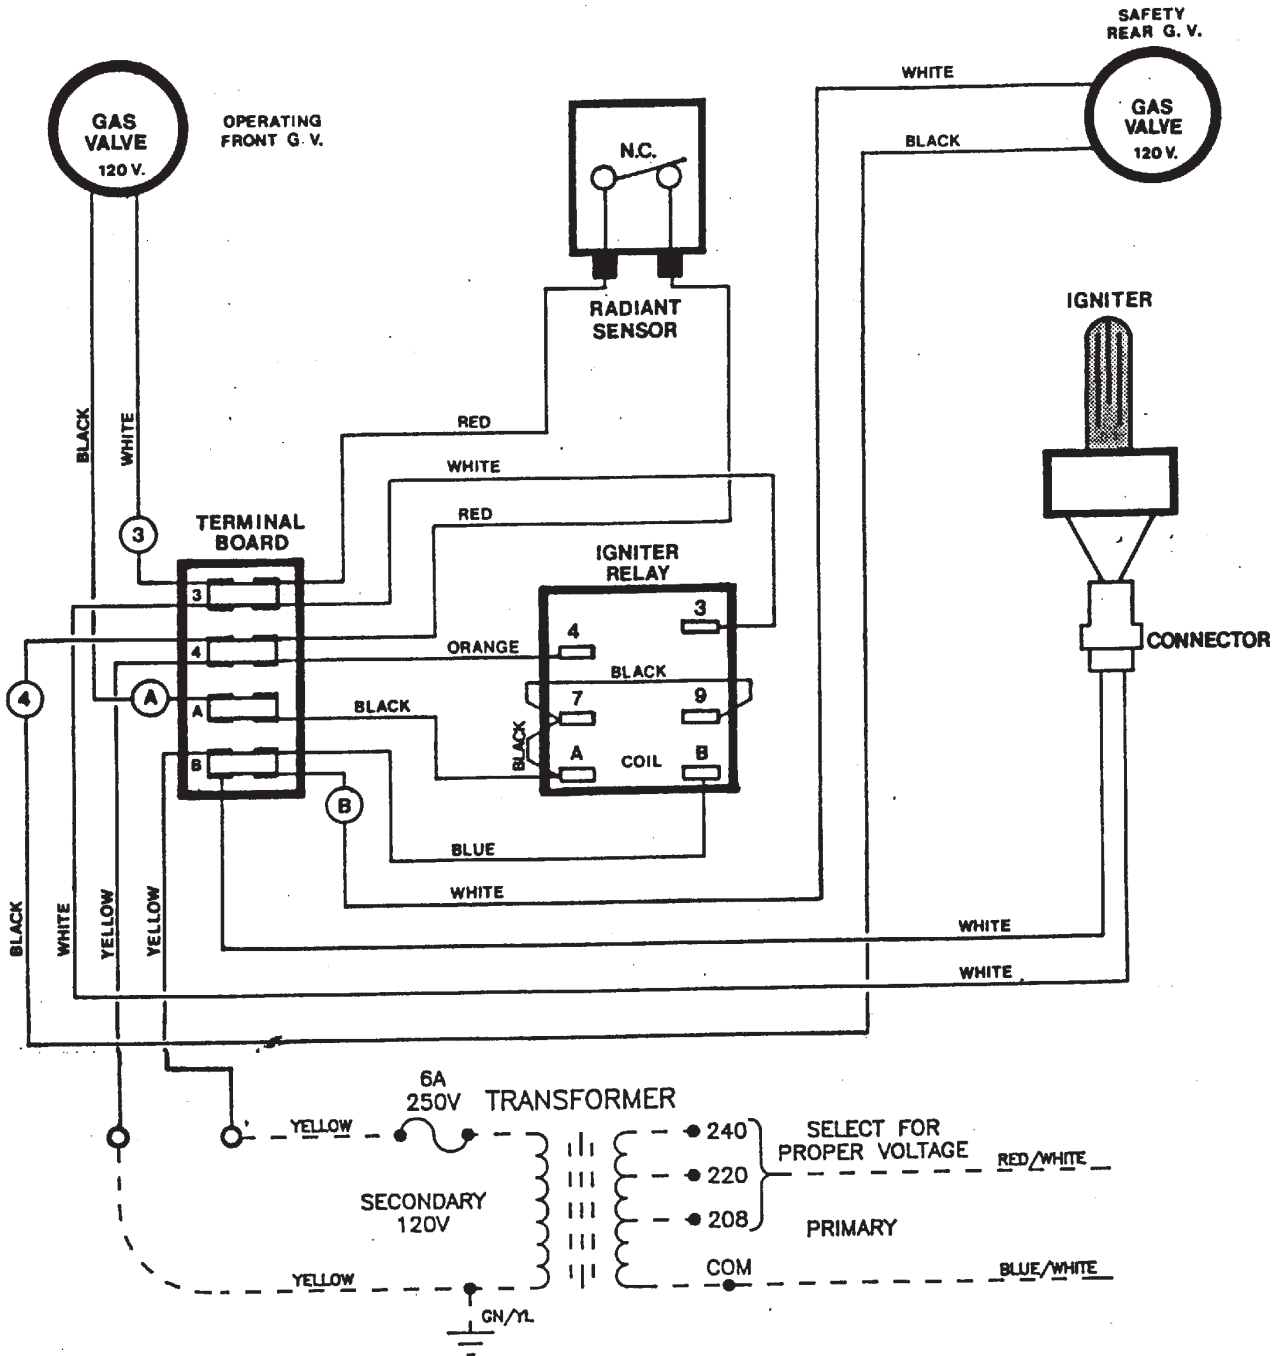 SAFETY
REAR G. V.
WHITE
GAS
VALVE
120 V.
BLACK
GAS
VALVE
120 V.
OPERATING
FRONT G. V.
N.C.
RADIANT
SENSOR
IGNITER
BLACK
WHITE
RED
WHITE
RED
3
TERMINAL
BOARD
IGNITER
RELAY
3
3
4
ORANGE
CONNECTOR
4
BLACK
4
A
A
BLACK
7
9
BLACK
A
COIL
B
B
B
BLUE
WHITE
BLACK
WHITE
YELLOW
YELLOW
WHITE
WHITE
6A
250V
TRANSFORMER
YELLOW
240
220
208
SELECT FOR
PROPER VOLTAGE
RED/WHITE
SECONDARY
120V
PRIMARY
COM
YELLOW
BLUE/WHITE
GN/YL